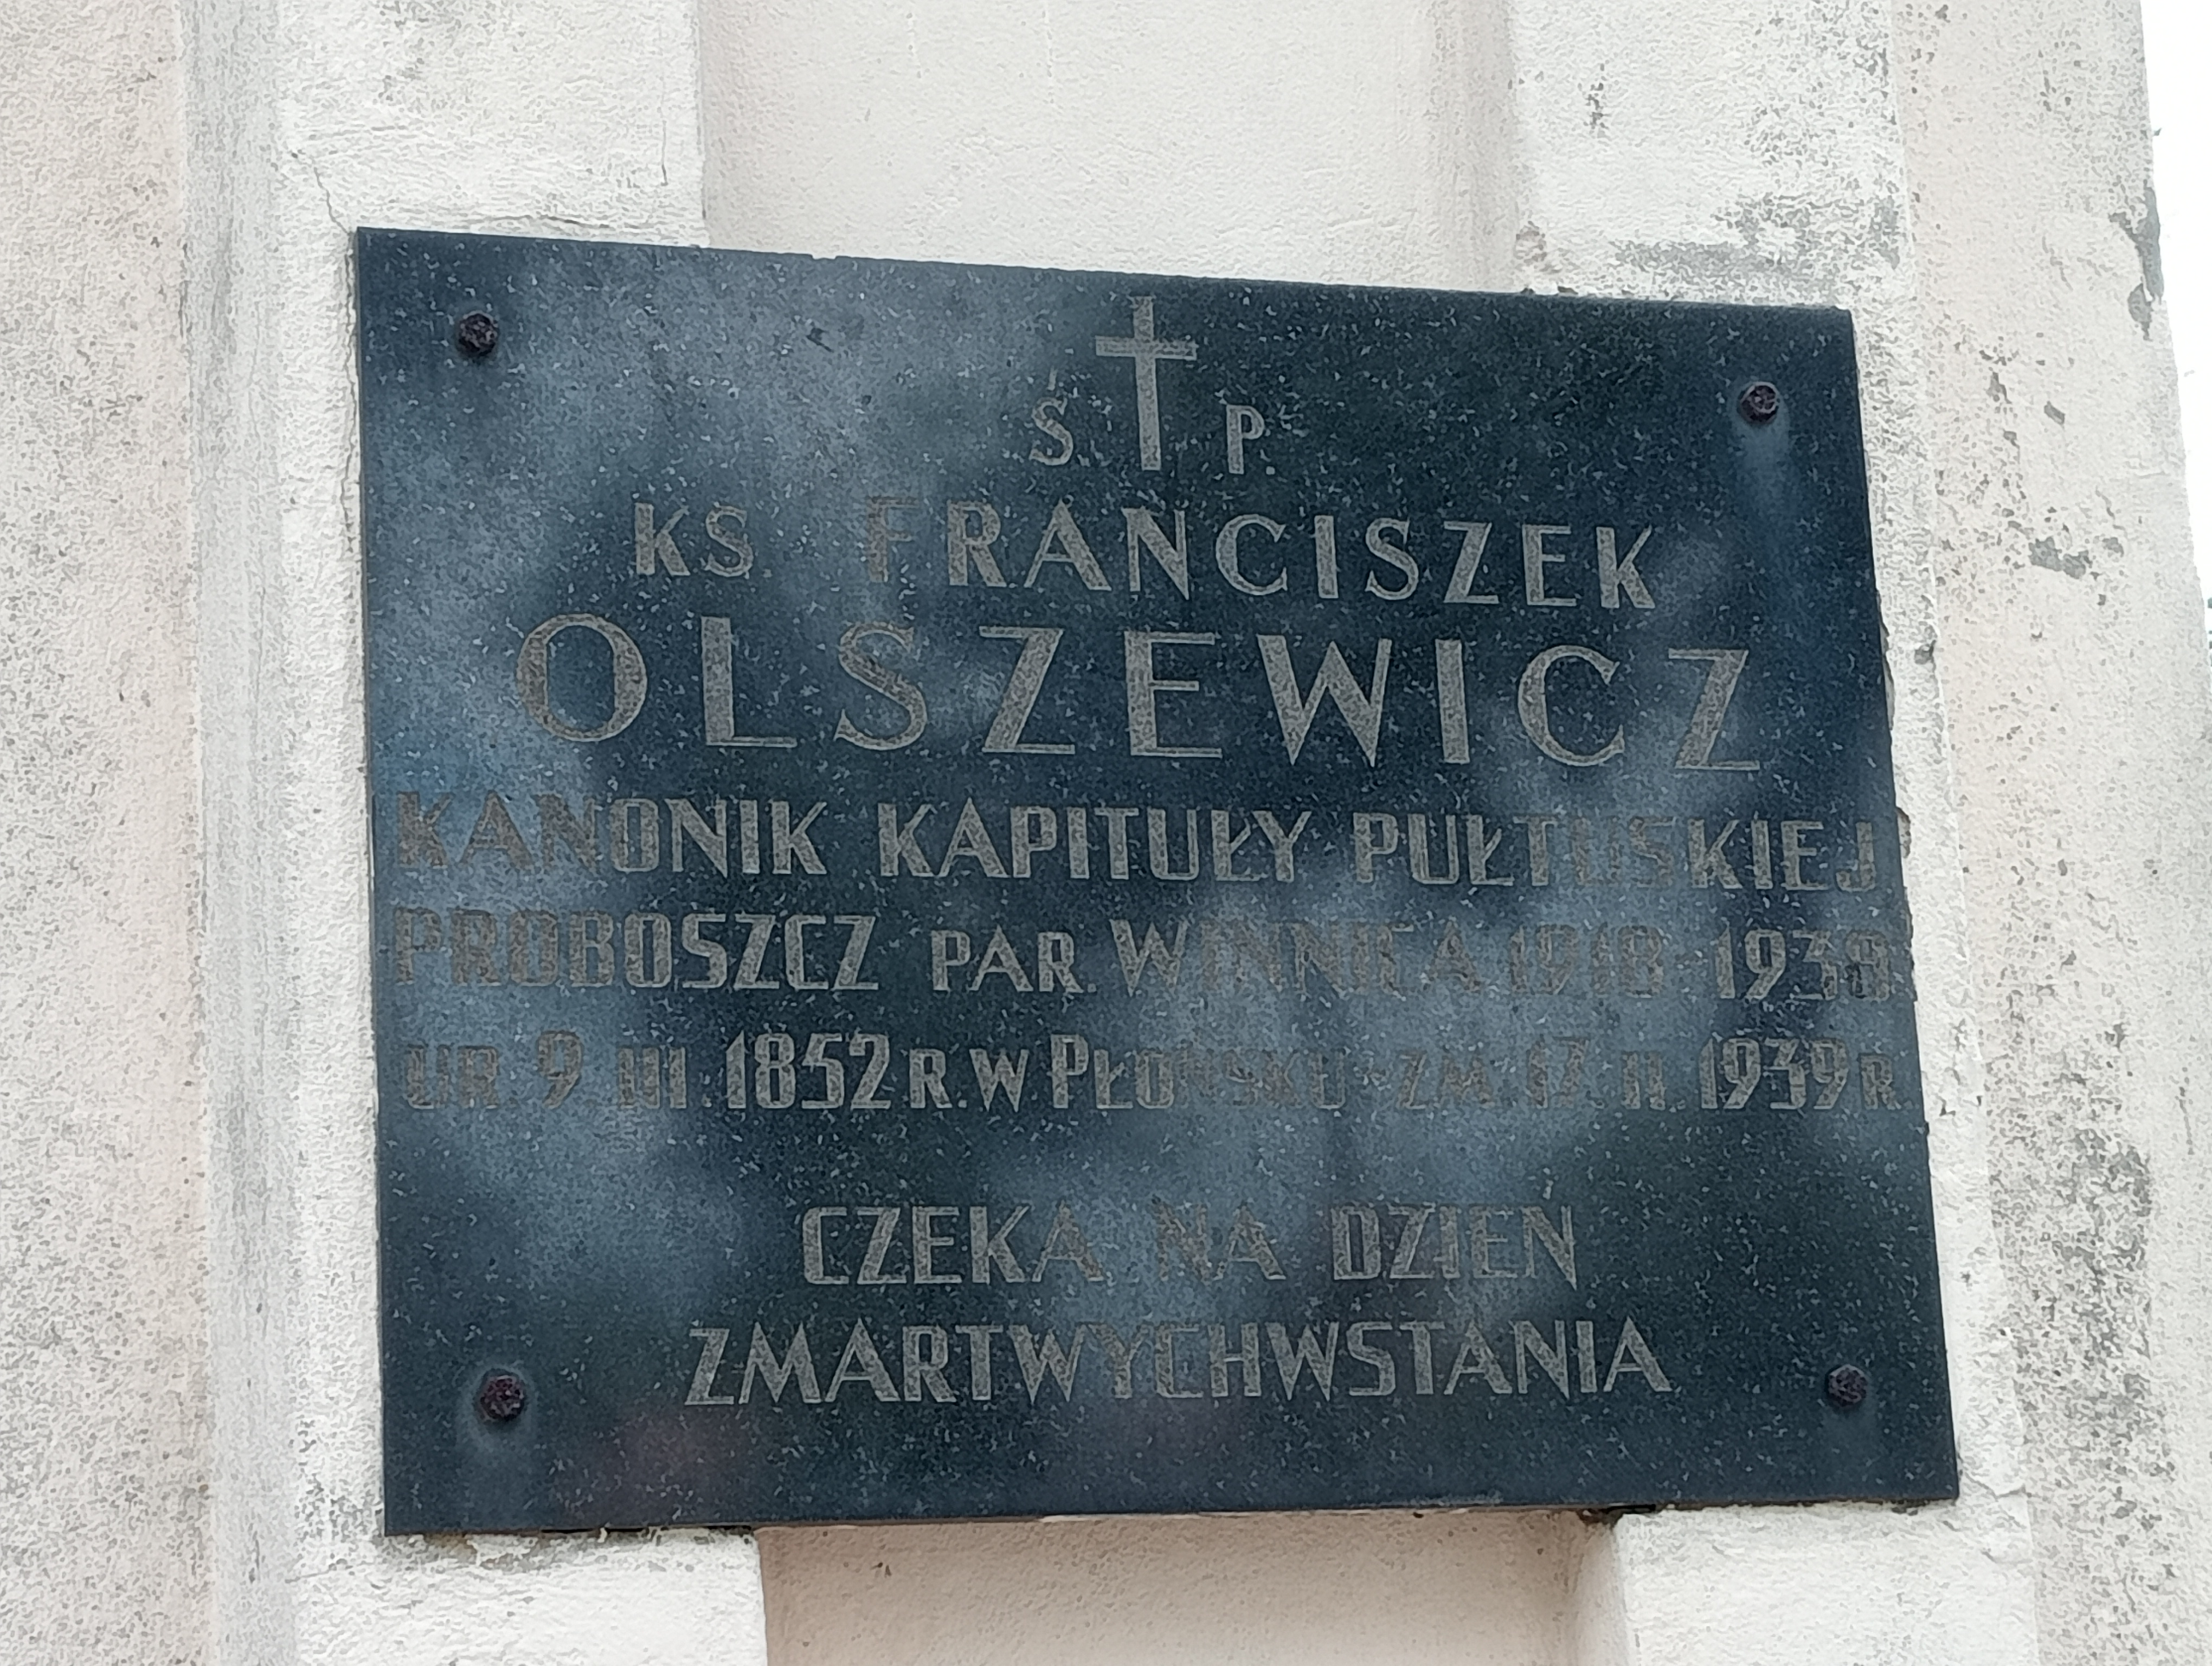 Ś. P.
KS FRANCISZEK
OLSZEWICZ
KANONIK KAPITUŁY PUŁTUSKIEJ
PROBOSZCZ PAR. WINNICA 1918 1939
UR. 9 III. 1852 R. W PŁOŃSKU - ZM. 17. II. 1939 R
CZEKA NA DZIEŃ
ZMARTWYCHWSTANIA